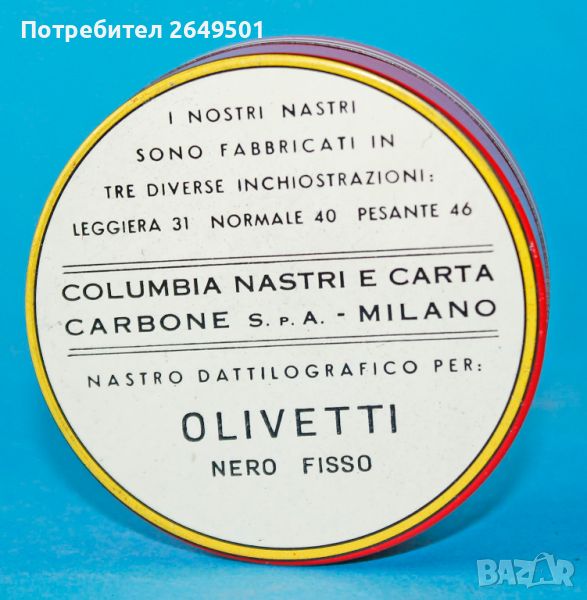 Потребител 2649501
I NOSTRI NASTRI
SONO FABBRICATI IN
TRE DIVERSE INCHIOSTRAZIONI:
LEGGIERA 31 NORMALE 40 PESANTE 46
COLUMBIA NASTRI E CARTA
CARBONE S.P.A. - MILANO
NASTRO DATTILOGRAFICO PER:
OLIVETTI
NERO FISSO
BAZAR